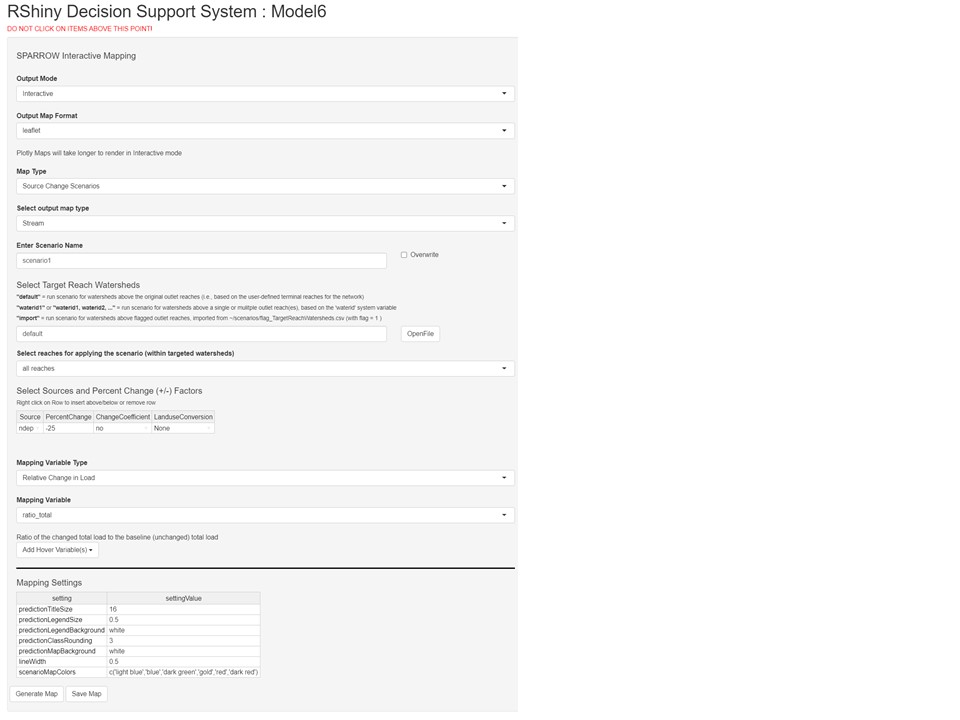 RShiny Decision Support System : Model6
DO NOT CLICK ON ITEMS ABOVE THIS POINT!
SPARROW Interactive Mapping
Output Mode
Interactive
Output Map Format
leaflet
Plotly Maps will take longer to render in Interactive mode
Map Type
Source Change Scenarios
Select output map type
Stream
Enter Scenario Name
scenario1
Overwrite
Select Target Reach Watersheds
"default" = run scenario for watersheds above the original outlet reaches (i.e., based on the user-defined terminal reaches for the network)
"waterid1" or "waterid1, waterid2, ..." = run scenario for watersheds above a single or mulitple outlet reach(es), based on the 'waterid' system variable
"import" = run scenario for watersheds above flagged outlet reaches, imported from ~/scenarios/flag_TargetReachWatersheds.csv (with flag = 1 )
default
OpenFile
Select reaches for applying the scenario (within targeted watersheds)
all reaches
Select Sources and Percent Change (+/-) Factors
Right click on Row to insert above/below or remove row
Source PercentChange ChangeCoefficient LanduseConversion
ndep -25 no None
Mapping Variable Type
Relative Change in Load
Mapping Variable
ratio_total
Ratio of the changed total load to the baseline (unchanged) total load
Add Hover Variable(s)
Mapping Settings
setting settingValue
predictionTitleSize 16
predictionLegendSize 0.5
predictionLegendBackground white
predictionClassRounding 3
predictionMapBackground white
lineWidth 0.5
scenarioMapColors c('light blue','blue','dark green','gold','red','dark red')
Generate Map Save Map